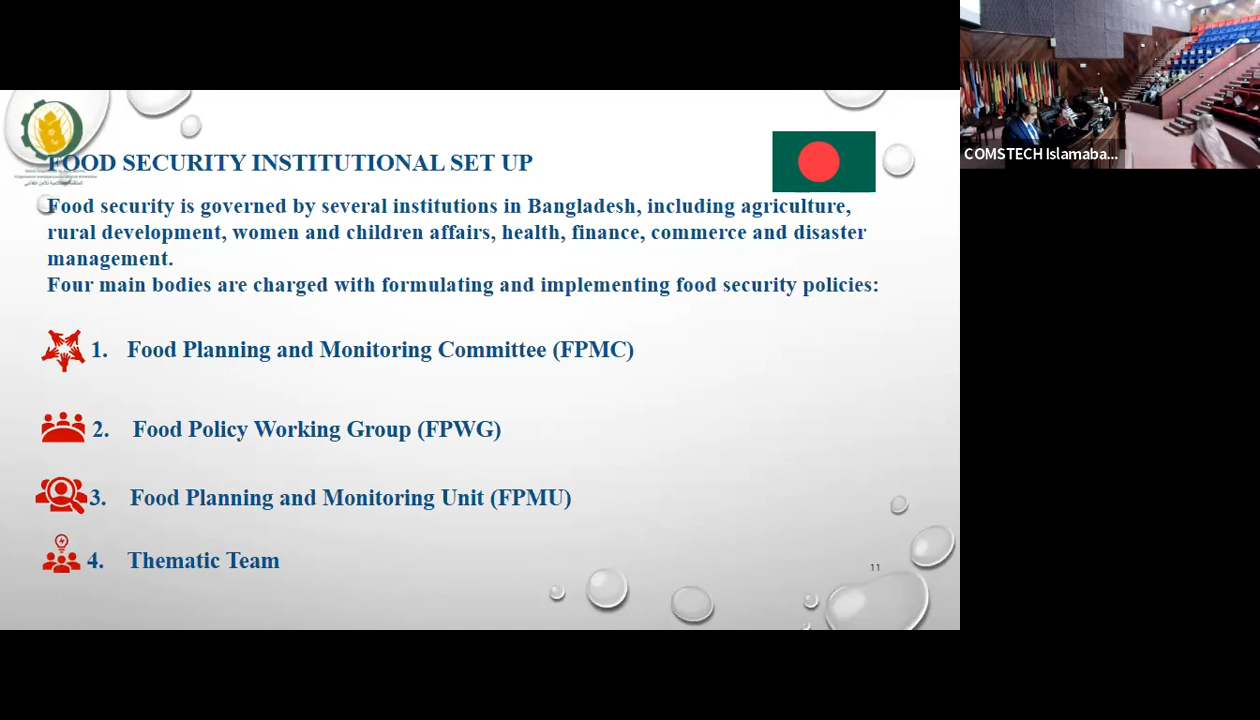 FOOD SECURITY INSTITUTIONAL SET UP
Food security is governed by several institutions in Bangladesh, including agriculture,
rural development, women and children affairs, health, finance, commerce and disaster
management.
Four main bodies are charged with formulating and implementing food security policies:
1. Food Planning and Monitoring Committee (FPMC)
2. Food Policy Working Group (FPWG)
3. Food Planning and Monitoring Unit (FPMU)
4. Thematic Team
11
COMSTECH Islamaba...